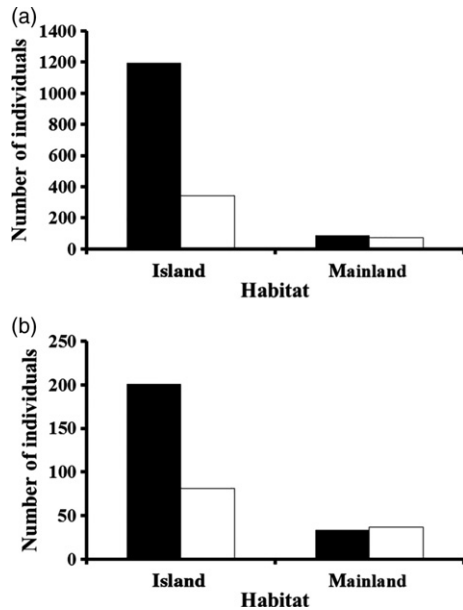 (a)
Number of individuals
1400
1200
1000
800
600
400
200
0
Island Mainland
Habitat
(b)
Number of individuals
250
200
150
100
50
0
Island Mainland
Habitat